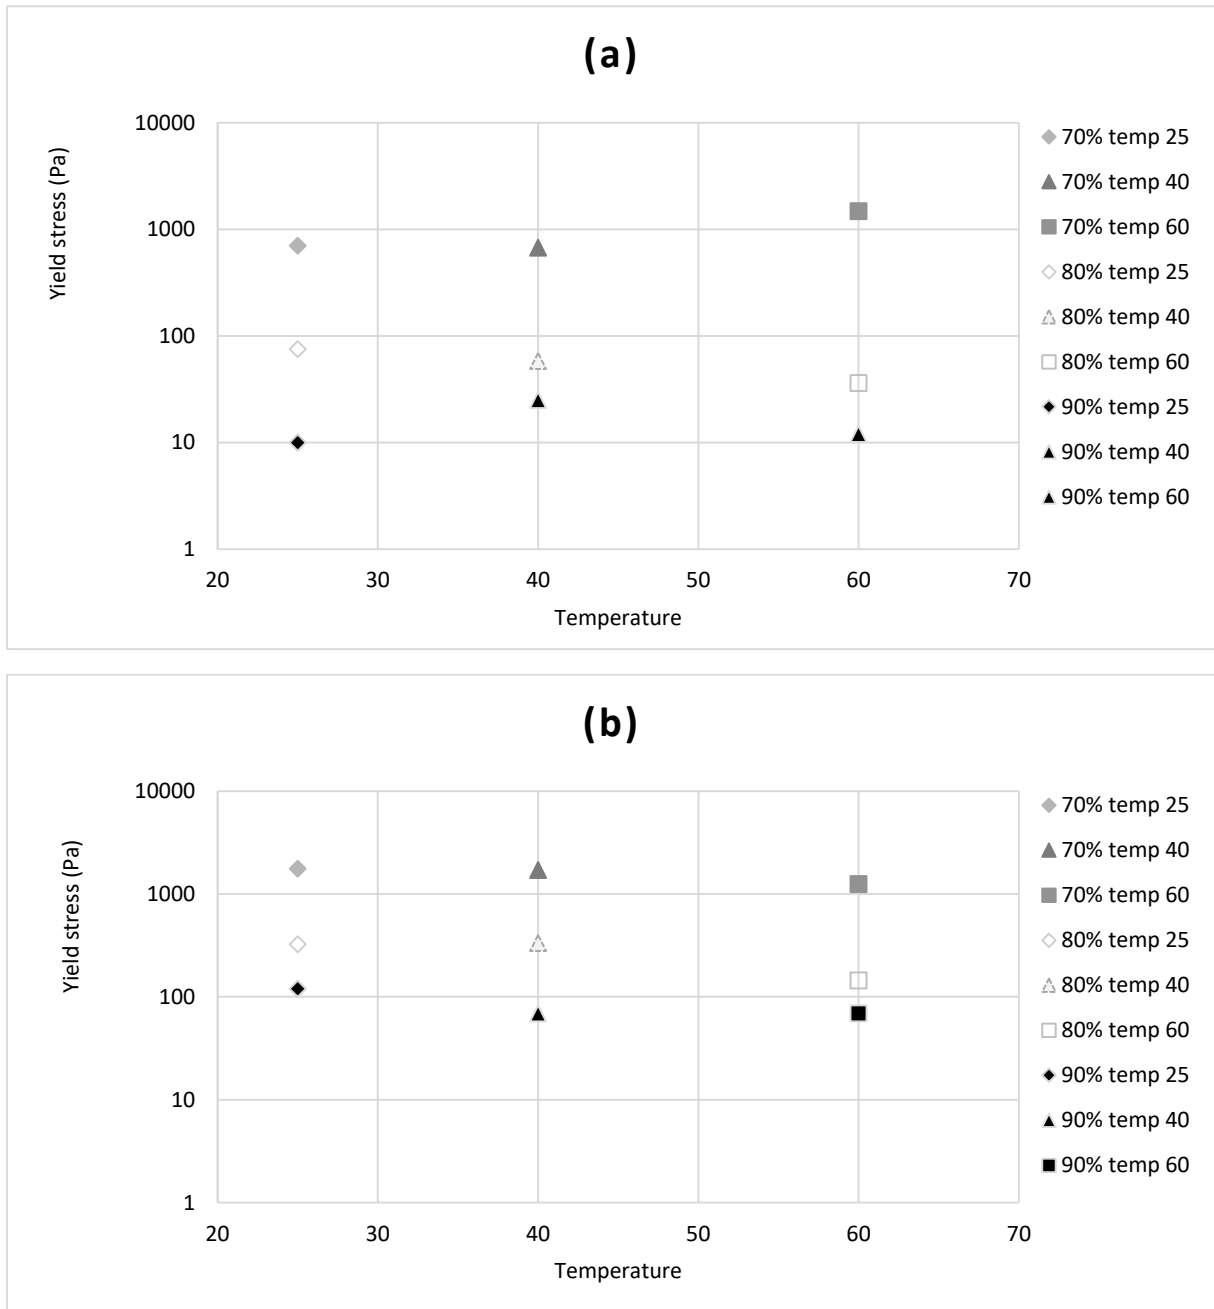 (a)
Yield stress (Pa)
10000
1000
100
10
1
20 30 40 50 60 70
Temperature
70% temp 25
70% temp 40
70% temp 60
80% temp 25
80% temp 40
80% temp 60
90% temp 25
90% temp 40
90% temp 60
(b)
Yield stress (Pa)
10000
1000
100
10
1
20 30 40 50 60 70
Temperature
70% temp 25
70% temp 40
70% temp 60
80% temp 25
80% temp 40
80% temp 60
90% temp 25
90% temp 40
90% temp 60